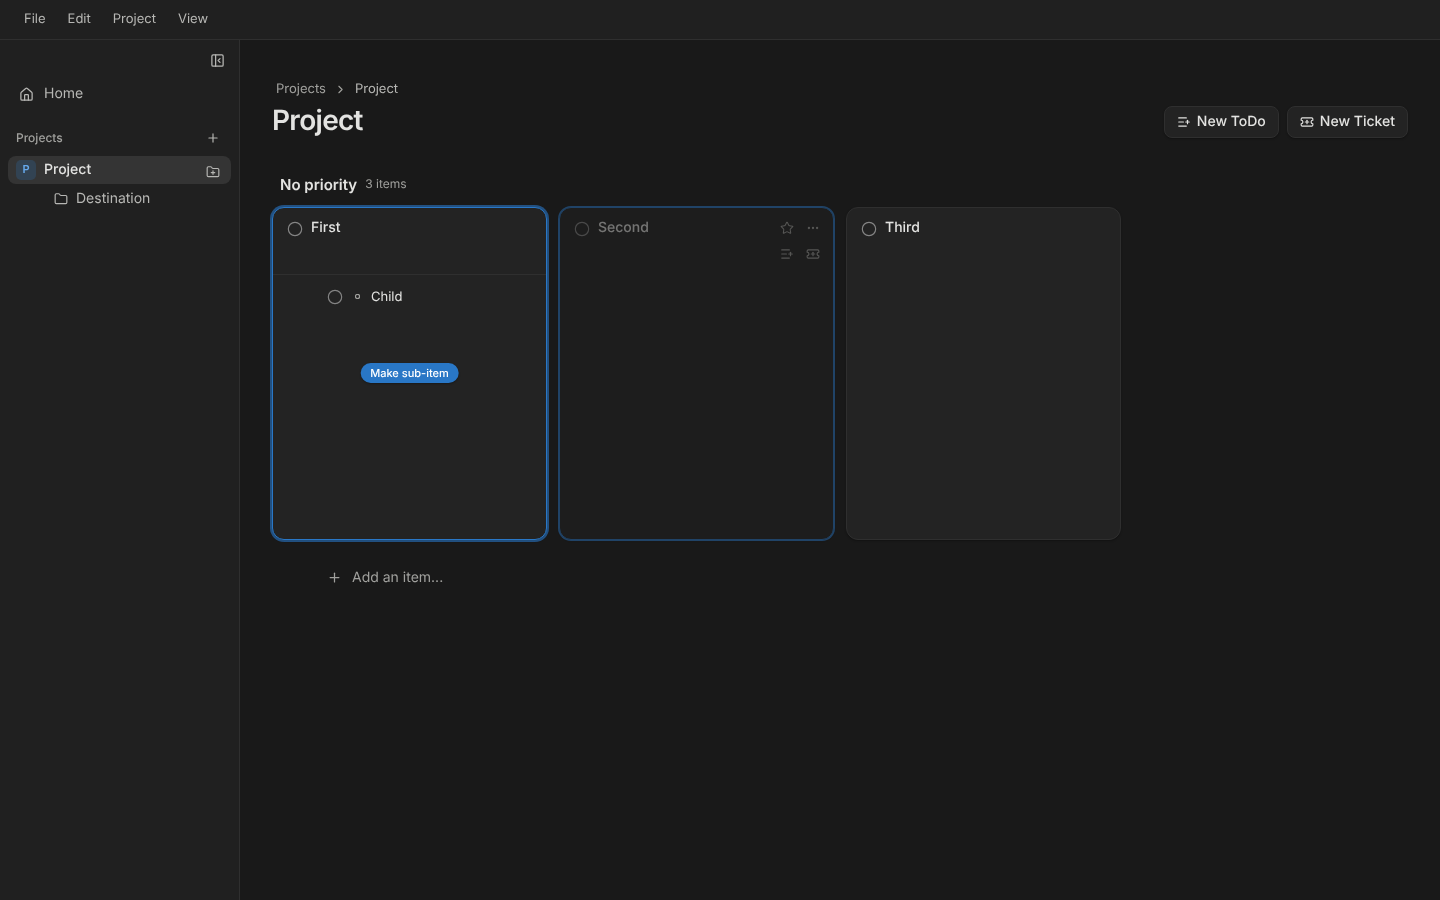 File Edit Project View
Home
Projects
P Project
Destination
Projects > Project
Project
New ToDo
New Ticket
No priority 3 items
First
Child
Make sub-item
Second
Third
Add an item...